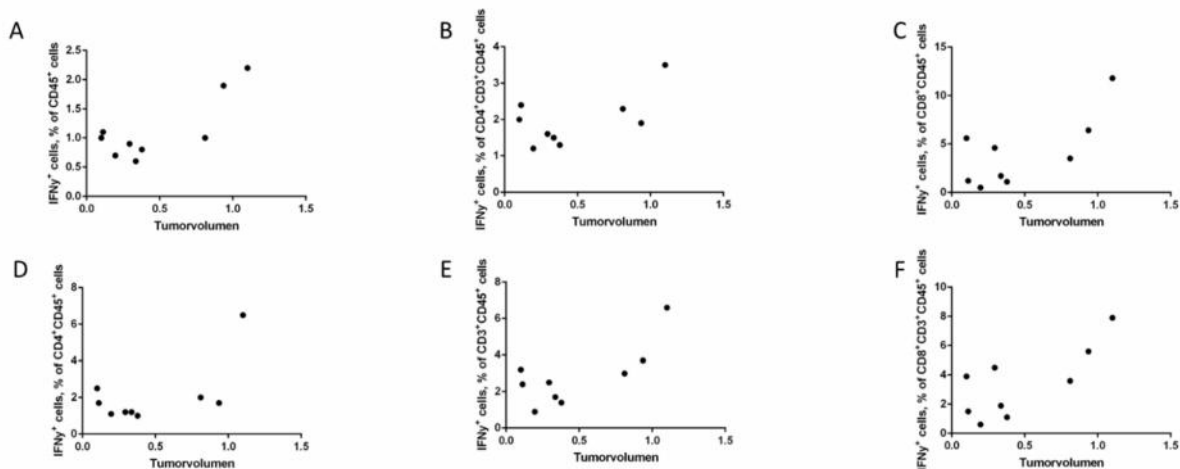 A
IFNy⁺ cells, % of CD45⁺ cells
2.5
2.0
1.5
1.0
0.5
0.0
0.0 0.5 1.0 1.5
Tumorvolumen
B
IFNy⁺ cells, % of CD4⁺CD3⁺CD45⁺ cells
4
3
2
1
0
0.0 0.5 1.0 1.5
Tumorvolumen
C
IFNy⁺ cells, % of CD8⁺CD45⁺ cells
15
10
5
0
0.0 0.5 1.0 1.5
Tumorvolumen
D
IFNy⁺ cells, % of CD4⁺CD45⁺ cells
8
6
4
2
0
0.0 0.5 1.0 1.5
Tumorvolumen
E
IFNy⁺ cells, % of CD3⁺CD45⁺ cells
8
6
4
2
0
0.0 0.5 1.0 1.5
Tumorvolumen
F
IFNy⁺ cells, % of CD8⁺CD3⁺CD45⁺ cells
10
8
6
4
2
0
0.0 0.5 1.0 1.5
Tumorvolumen